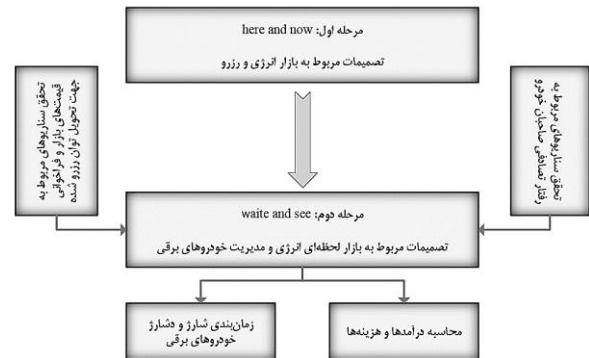 مرحله اول: here and now
تصمیمات مربوط به بازار انرژی و رزرو
تحقق سناریوهای مربوط به
رفتار تصادفی صاحبان خودرو
تحقق سناریوهای مربوط به
قیمت‌های بازار و فراخوانی
جهت تحویل توان رزرو شده
مرحله دوم: waite and see
تصمیمات مربوط به بازار لحظه‌ای انرژی و مدیریت خودروهای برقی
محاسبه درآمدها و هزینه‌ها
زمان‌بندی شارژ و دشارژ
خودروهای برقی